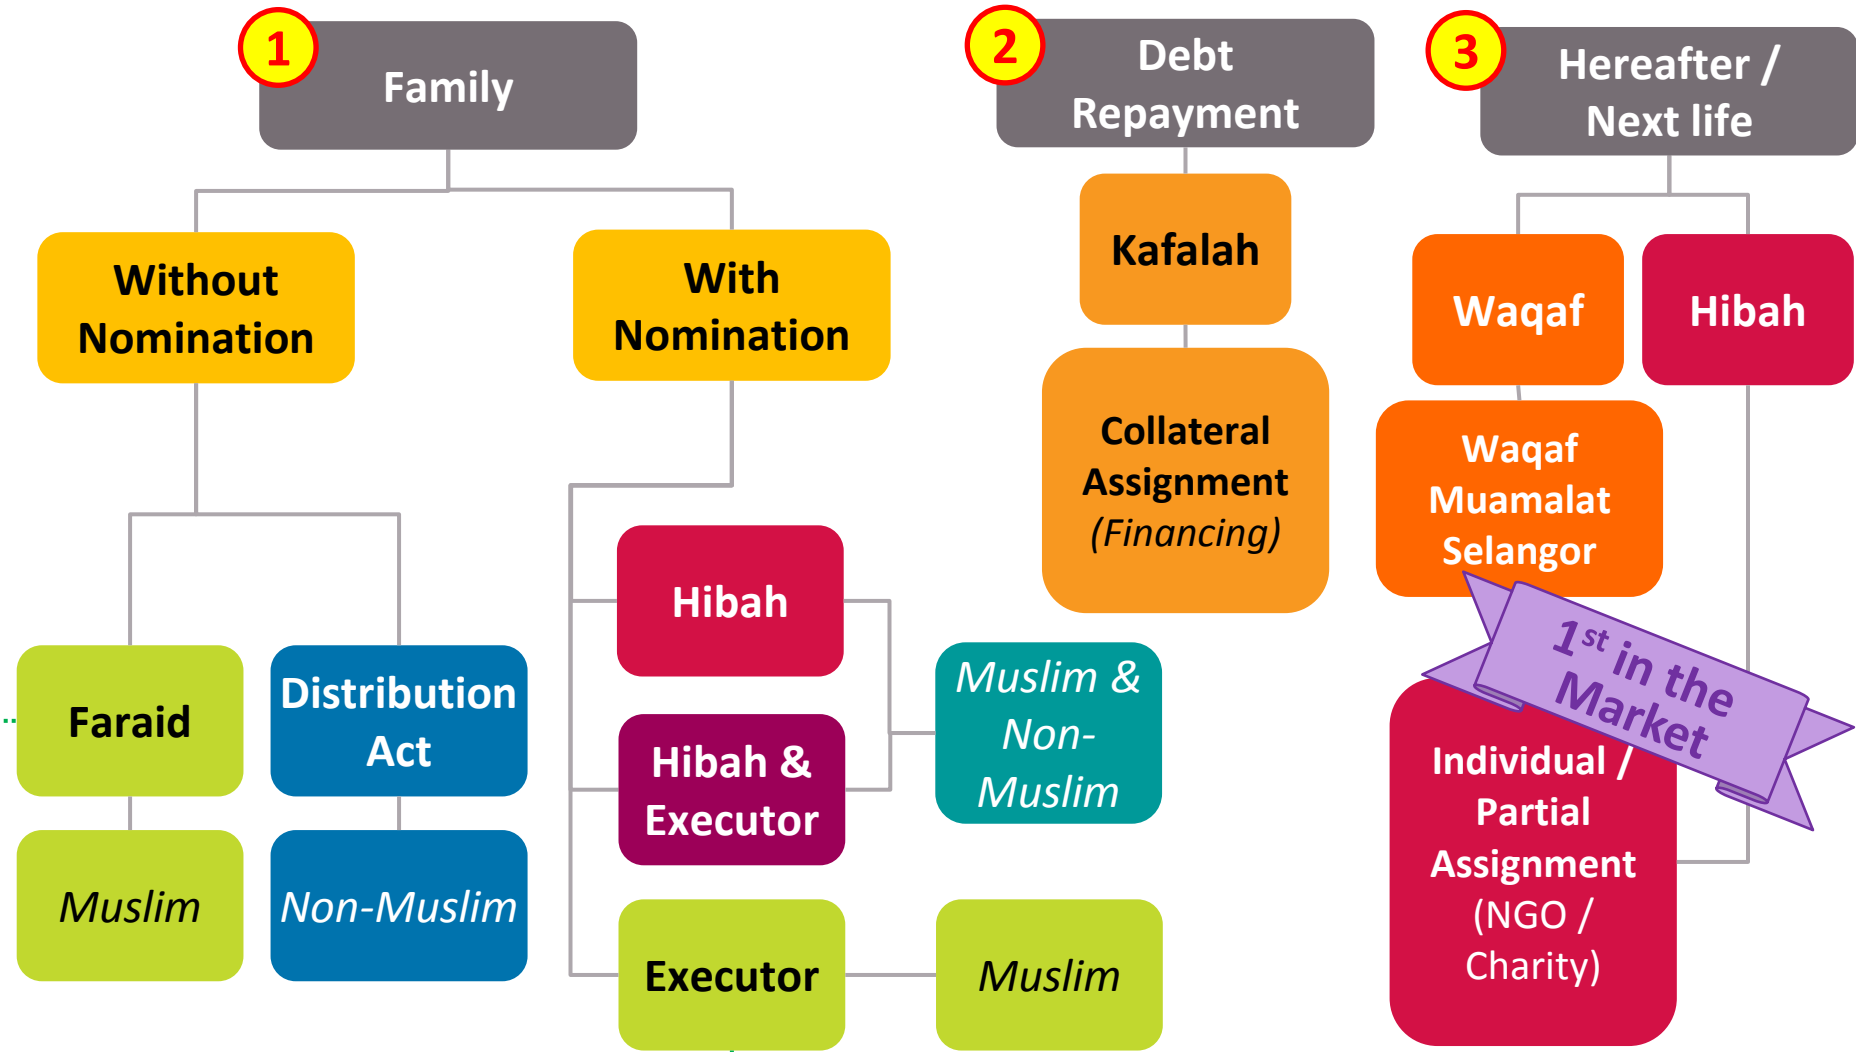 1
Family
Without
Nomination
With
Nomination
Faraid
Muslim
Distribution
Act
Non-Muslim
Hibah
Hibah &
Executor
Muslim &
Non-
Muslim
Executor
Muslim
2
Debt
Repayment
Kafalah
Collateral
Assignment
(Financing)
3
Hereafter /
Next life
Waqaf
Waqaf
Muamalat
Selangor
Hibah
1st in the
Market
Individual /
Partial
Assignment
(NGO /
Charity)